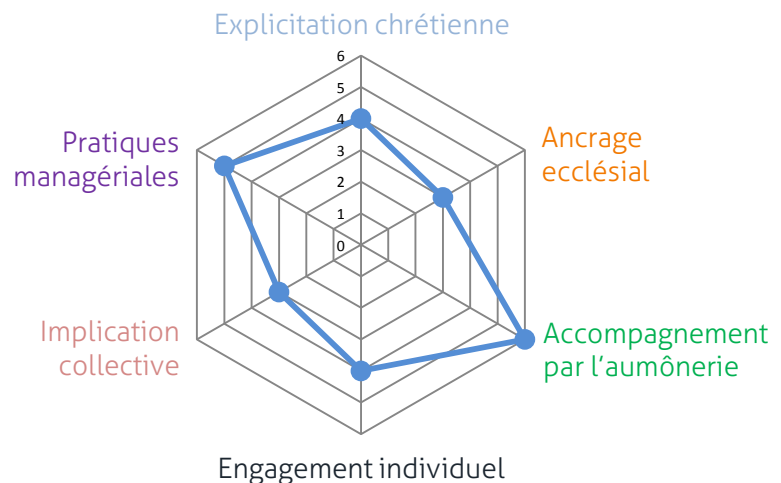 Explicitation chrétienne
6
5
4
3
2
1
0
Pratiques
managériales
Ancrage
ecclésial
Implication
collective
Accompagnement
par l'aumônerie
Engagement individuel